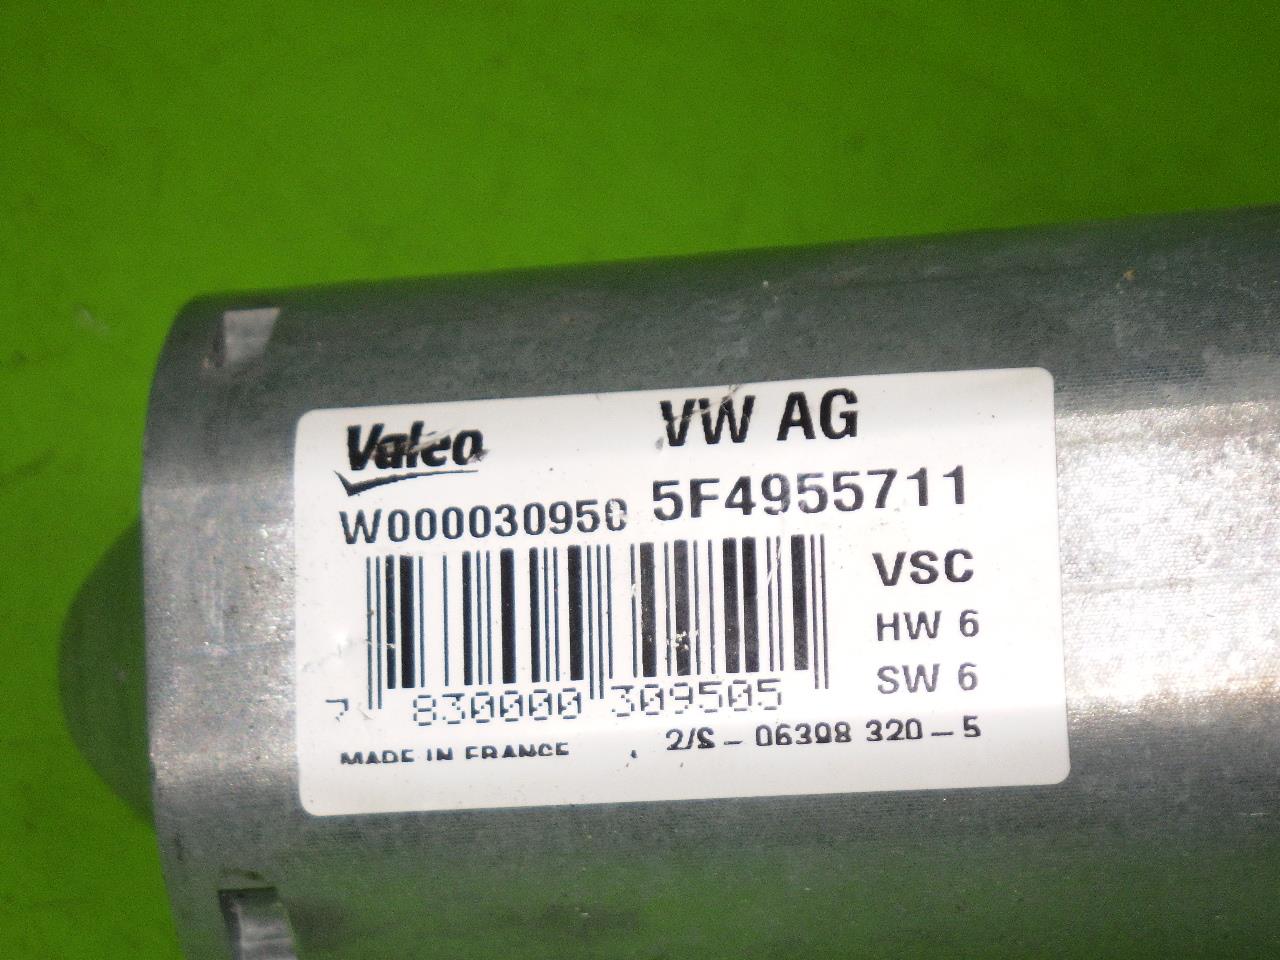 Valeo VW AG
W000030950 5F4955711
VSC
HW 6
SW 6
7 830000 309505
MADE IN FRANCE 2/S - 06398 320 - 5